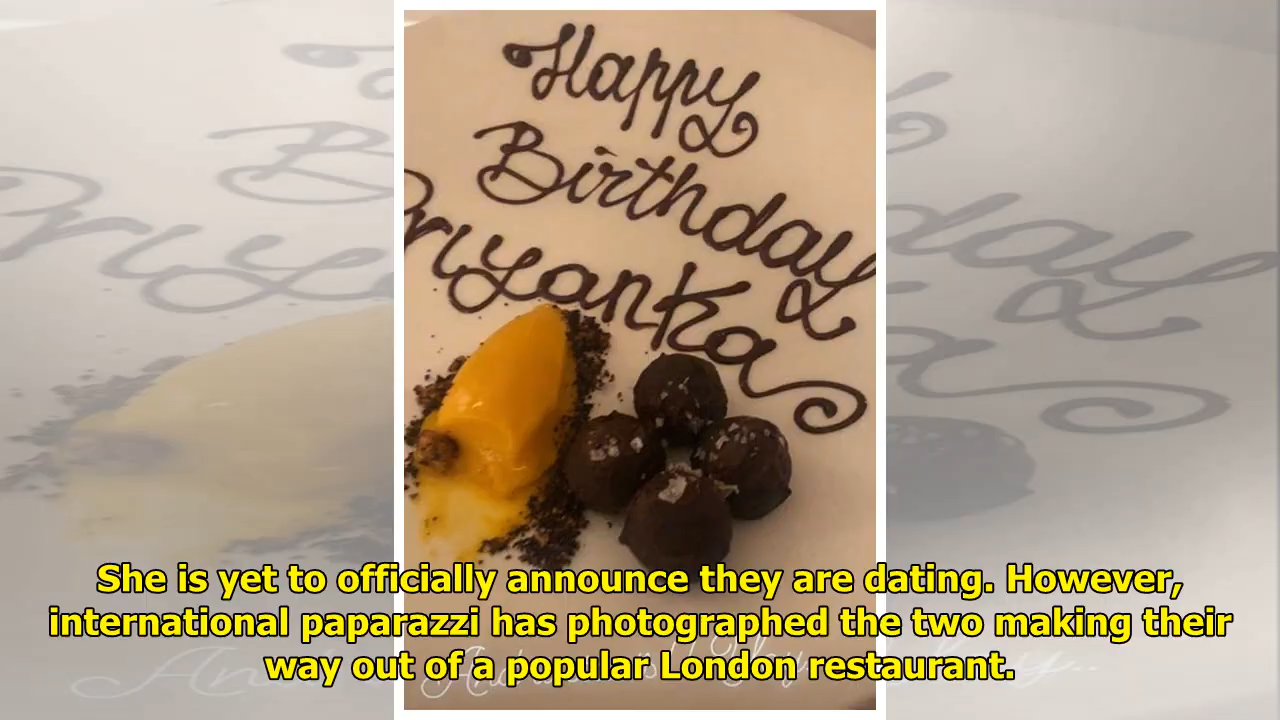 Happy
Birthday
Priyanka
She is yet to officially announce they are dating. However,
international paparazzi has photographed the two making their
way out of a popular London restaurant.